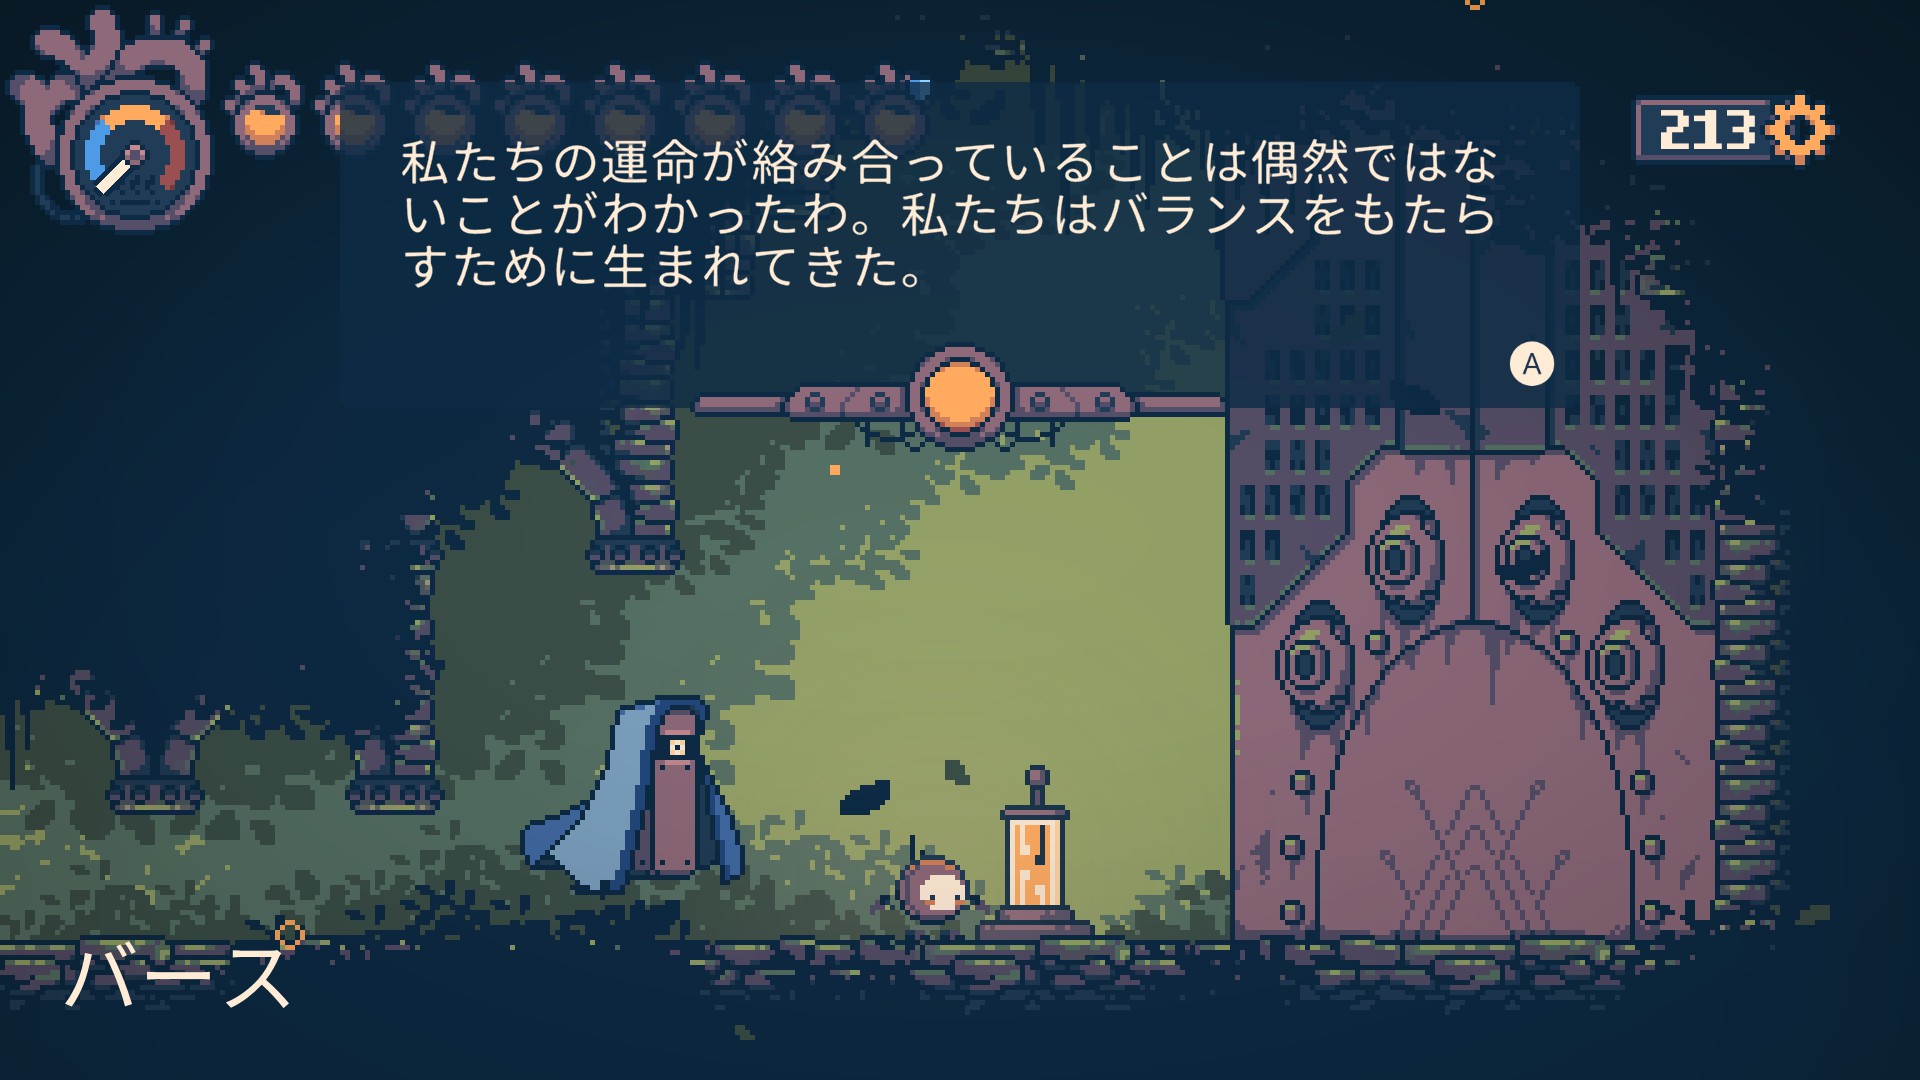 213
私たちの運命が絡み合っていることは偶然ではな
いことがわかったわ。私たちはバランスをもたら
すために生まれてきた。
A
バース